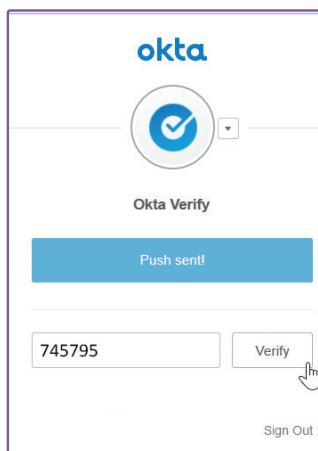 okta
Okta Verify
Push sent!
745795 Verify
Sign Out